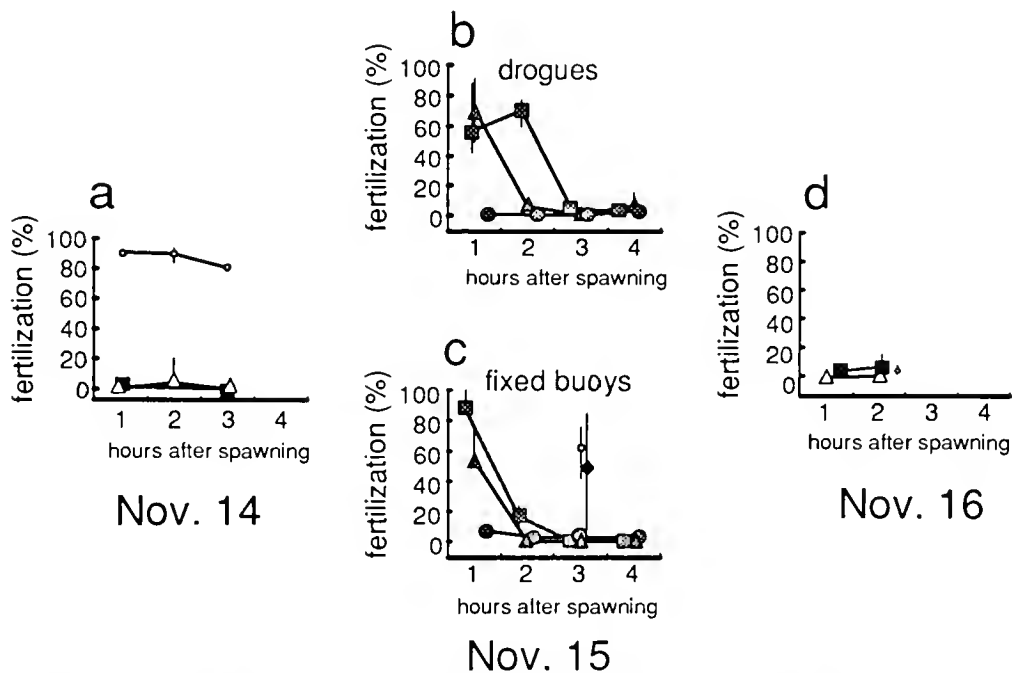 a
fertilization (%)
100
80
60
40
20
0
1 2 3 4
hours after spawning
Nov. 14
b
drogues
fertilization (%)
100
80
60
40
20
0
1 2 3 4
hours after spawning
c
fixed buoys
fertilization (%)
100
80
60
40
20
0
1 2 3 4
hours after spawning
Nov. 15
d
fertilization (%)
100
80
60
40
20
0
1 2 3 4
hours after spawning
Nov. 16